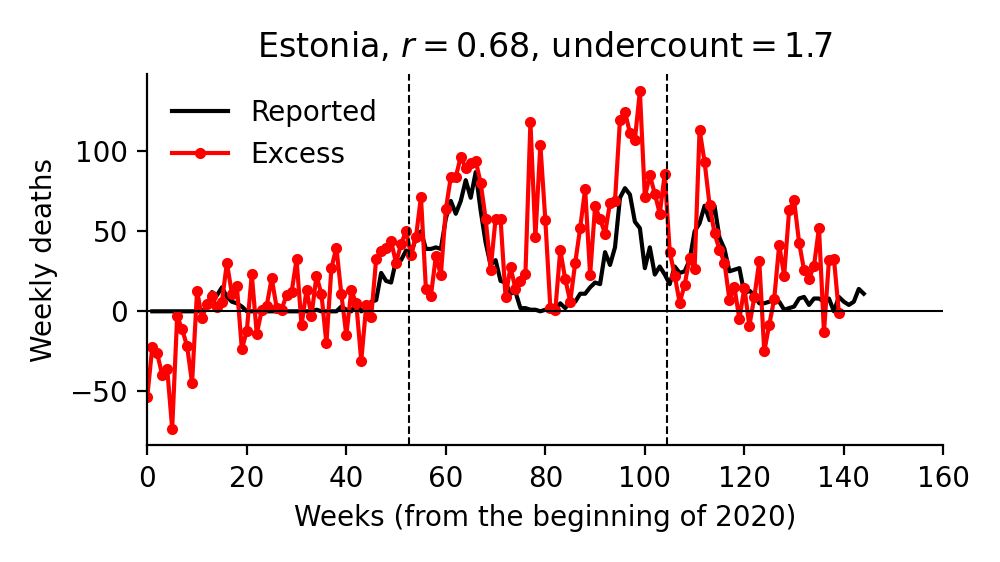 Estonia, r = 0.68, undercount = 1.7
Reported
Excess
Weekly deaths
100
50
0
−50
0 20 40 60 80 100 120 140 160
Weeks (from the beginning of 2020)